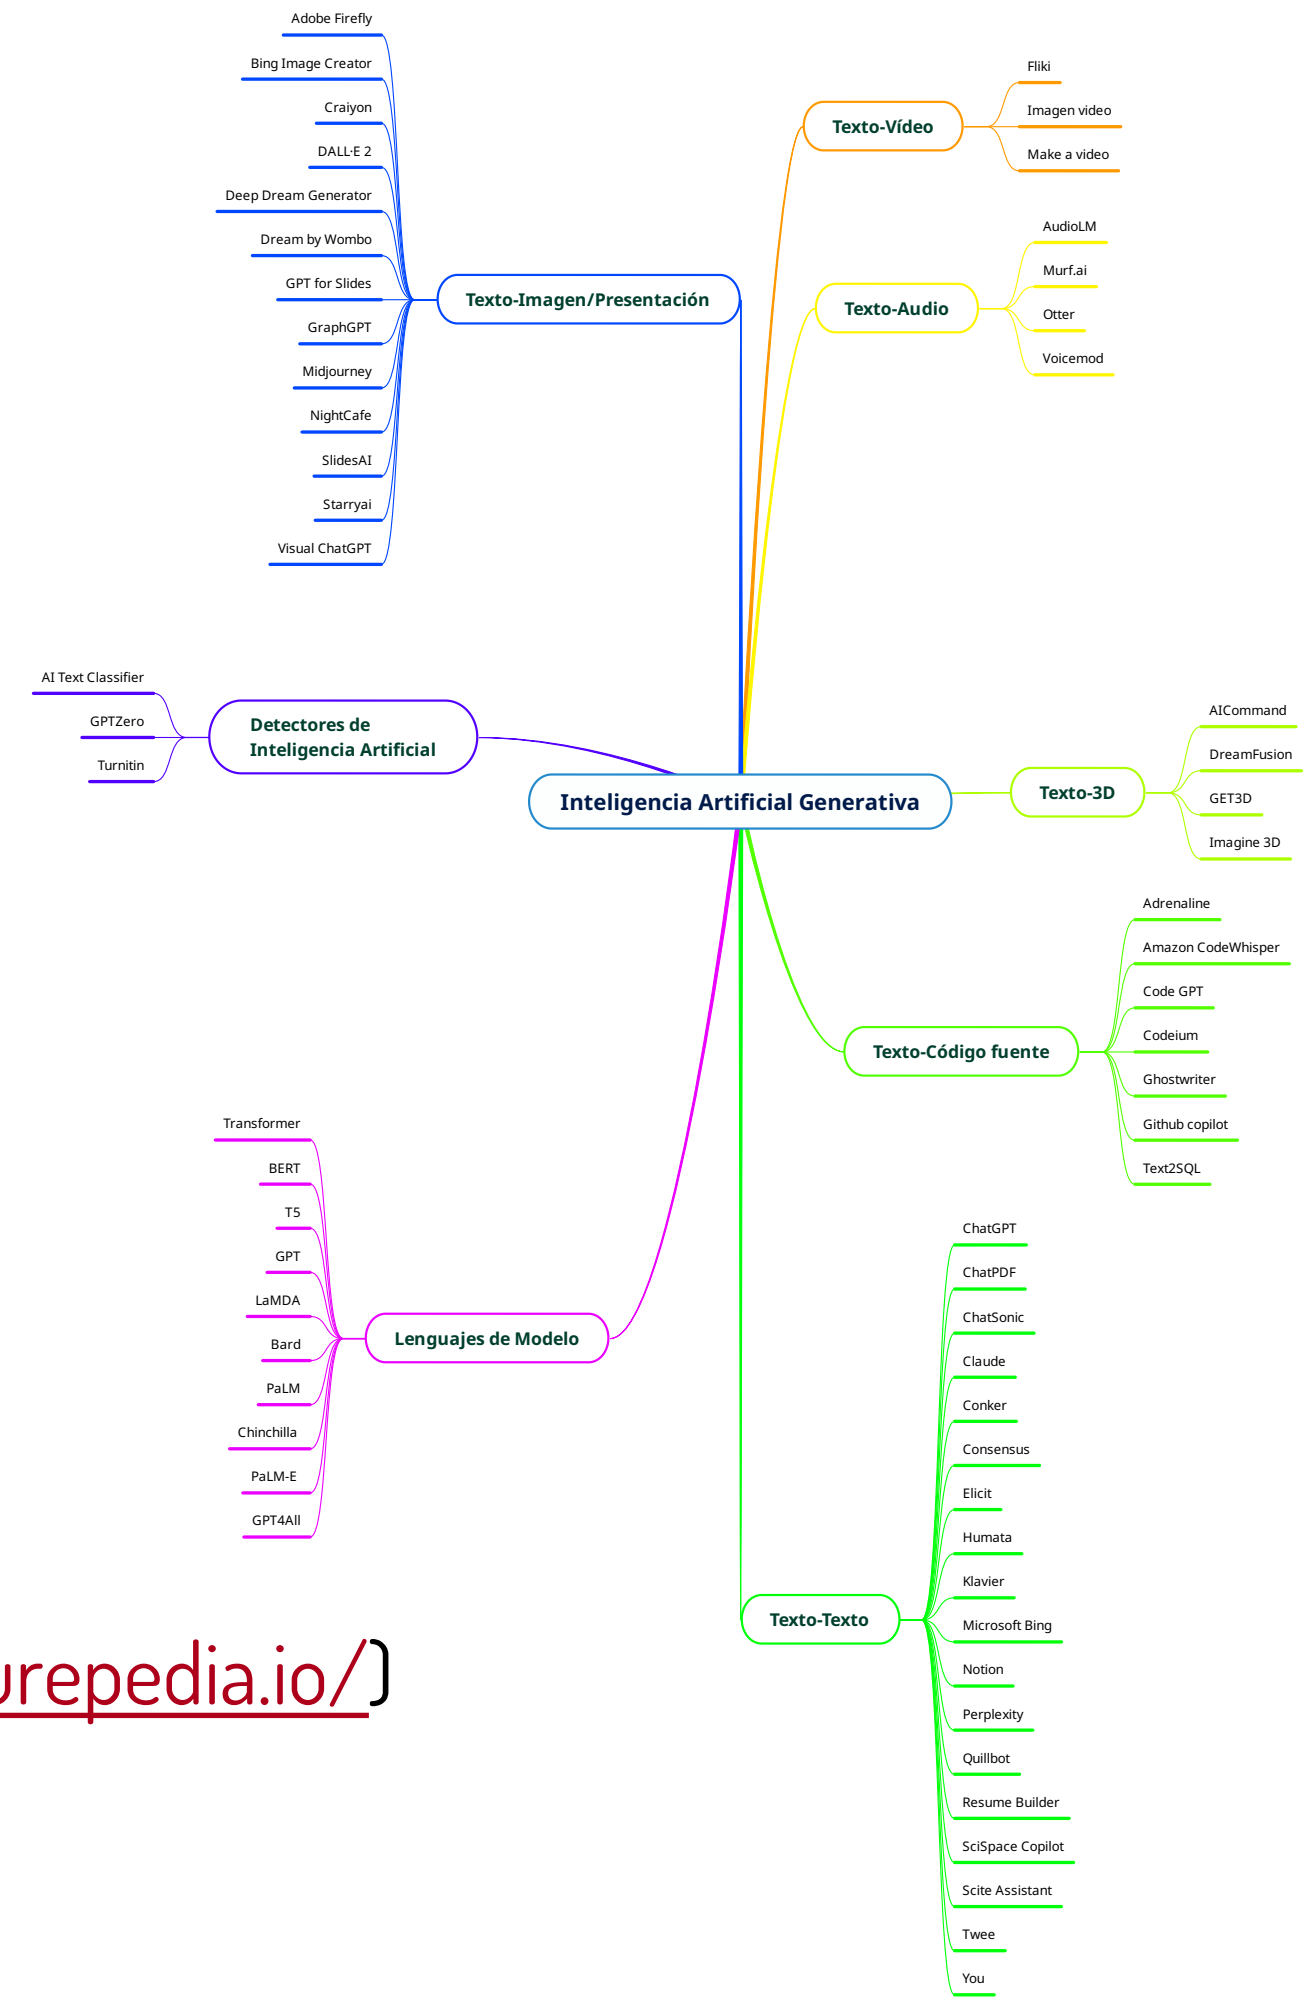 Adobe Firefly
Bing Image Creator
Craiyon
DALL·E 2
Deep Dream Generator
Dream by Wombo
GPT for Slides
GraphGPT
Midjourney
NightCafe
SlidesAI
Starryai
Visual ChatGPT
Texto-Imagen/Presentación
Texto-Vídeo
Fliki
Imagen video
Make a video
Texto-Audio
AudioLM
Murf.ai
Otter
Voicemod
AI Text Classifier
GPTZero
Turnitin
Detectores de
Inteligencia Artificial
Inteligencia Artificial Generativa
Texto-3D
AICommand
DreamFusion
GET3D
Imagine 3D
Texto-Código fuente
Adrenaline
Amazon CodeWhisper
Code GPT
Codeium
Ghostwriter
Github copilot
Text2SQL
Transformer
BERT
T5
GPT
LaMDA
Bard
PaLM
Chinchilla
PaLM-E
GPT4All
Lenguajes de Modelo
Texto-Texto
ChatGPT
ChatPDF
ChatSonic
Claude
Conker
Consensus
Elicit
Humata
Klavier
Microsoft Bing
Notion
Perplexity
Quillbot
Resume Builder
SciSpace Copilot
Scite Assistant
Twee
You
urepedia.io/)